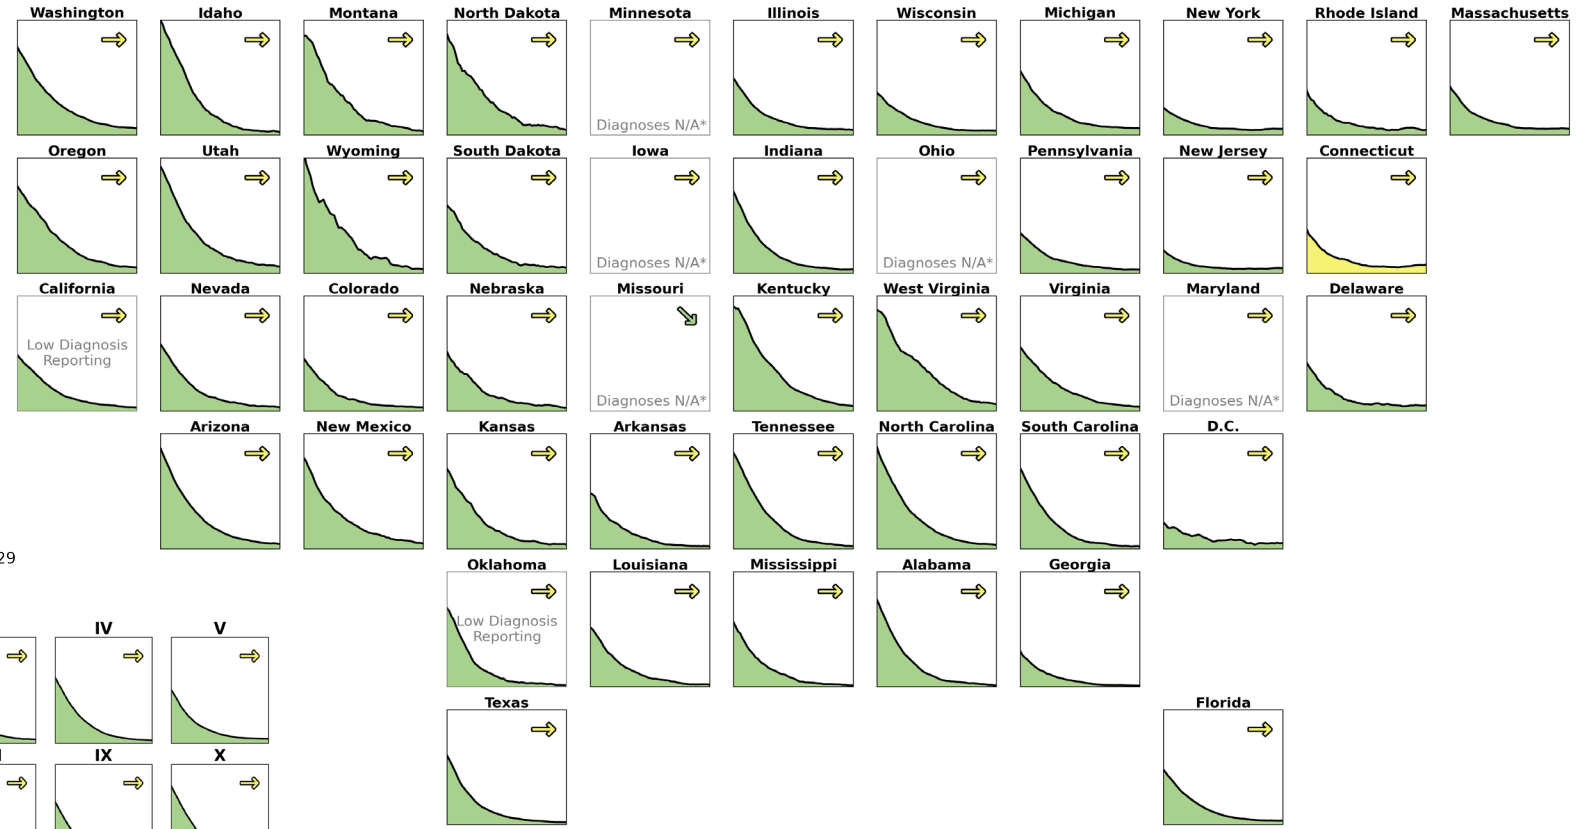 Washington
Idaho
Montana
North Dakota
Minnesota
Illinois
Wisconsin
Michigan
New York
Rhode Island
Massachusetts
Diagnoses N/A*
Oregon
Utah
Wyoming
South Dakota
Iowa
Indiana
Ohio
Pennsylvania
New Jersey
Connecticut
Diagnoses N/A*
Diagnoses N/A*
California
Nevada
Colorado
Nebraska
Missouri
Kentucky
West Virginia
Virginia
Maryland
Delaware
Low Diagnosis
Reporting
Diagnoses N/A*
Diagnoses N/A*
Arizona
New Mexico
Kansas
Arkansas
Tennessee
North Carolina
South Carolina
D.C.
29
Oklahoma
Louisiana
Mississippi
Alabama
Georgia
Low Diagnosis
Reporting
IV
V
Texas
Florida
IX
X